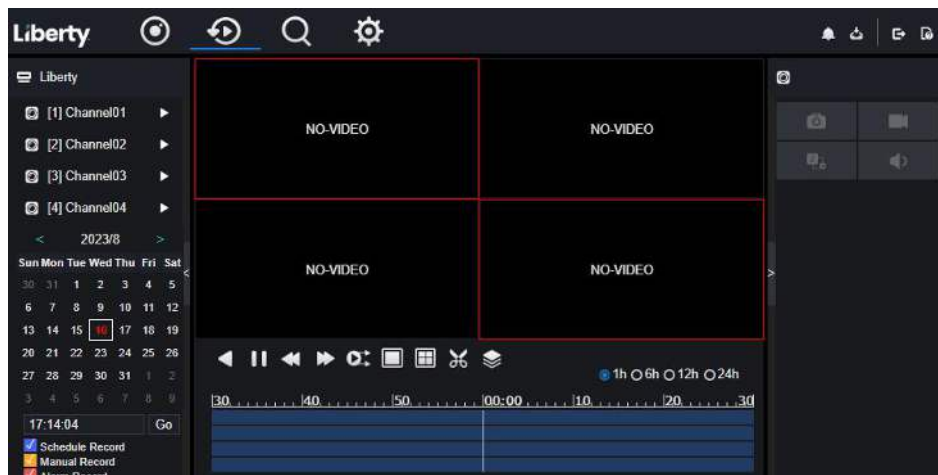 Liberty
Liberty
[1] Channel01
[2] Channel02
[3] Channel03
[4] Channel04
< 2023/8 >
Sun Mon Tue Wed Thu Fri Sat
30 31 1 2 3 4 5
6 7 8 9 10 11 12
13 14 15 16 17 18 19
20 21 22 23 24 25 26
27 28 29 30 31 1 2
3 4 5 6 7 8 9
17:14:04 Go
Schedule Record
Manual Record
Alarm Record
NO-VIDEO NO-VIDEO
NO-VIDEO NO-VIDEO
1h 6h 12h 24h
30 40 50 00:00 10 20 30